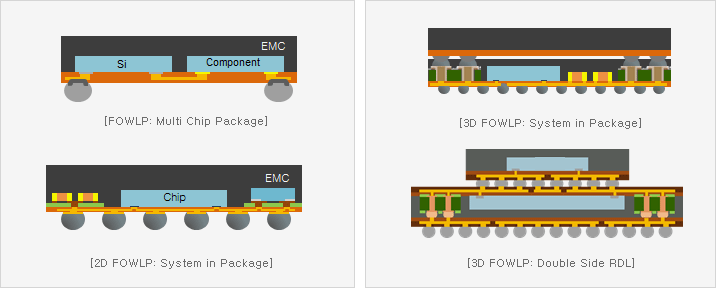 EMC
Si
Component
[FOWLP: Multi Chip Package]
EMC
Chip
[2D FOWLP: System in Package]
[3D FOWLP: System in Package]
[3D FOWLP: Double Side RDL]